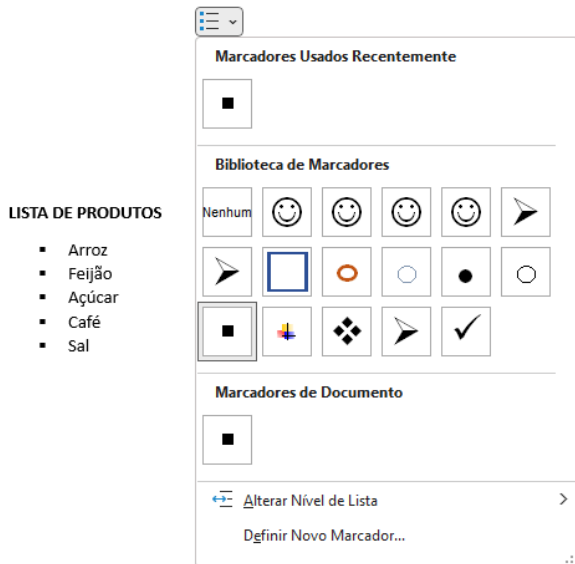 Marcadores Usados Recentemente
Biblioteca de Marcadores
Nenhum
LISTA DE PRODUTOS
Arroz
Feijão
Açúcar
Café
Sal
Marcadores de Documento
Alterar Nível de Lista
Definir Novo Marcador...